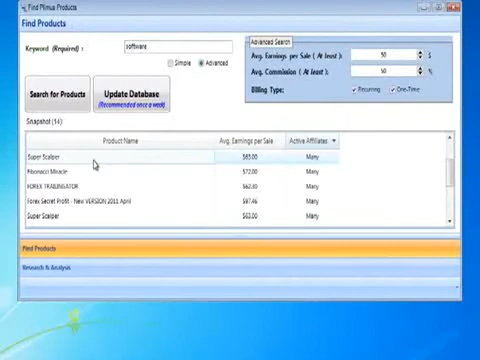 Find Plimus Products
Find Products
Keyword (Required) :
software
Simple
Advanced
Advanced Search
Avg. Earnings per Sale ( At least ):
50
$
Avg. Commission ( At least ):
50
%
Billing Type:
Recurring
One-Time
Search for Products
Update Database
(Recommended once a week)
Snapshot (14):
Product Name
Avg. Earnings per Sale
Active Affiliates
Super Scalper
$63.00
Many
Fibonacci Miracle
$72.00
Many
FOREX TRAILINGATOR
$62.30
Many
Forex Secret Profit - New VERSION 2011 April
$97.46
Many
Super Scalper
$63.00
Many
Find Products
Research & Analysis